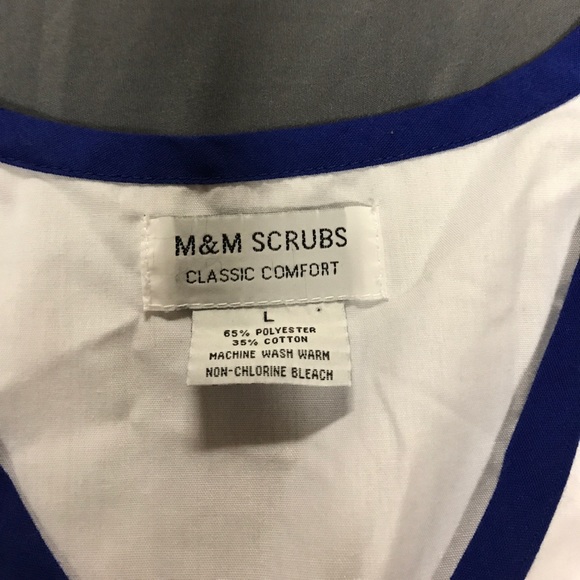 M&M SCRUBS
CLASSIC COMFORT
L
65% POLYESTER
35% COTTON
MACHINE WASH WARM
NON-CHLORINE BLEACH